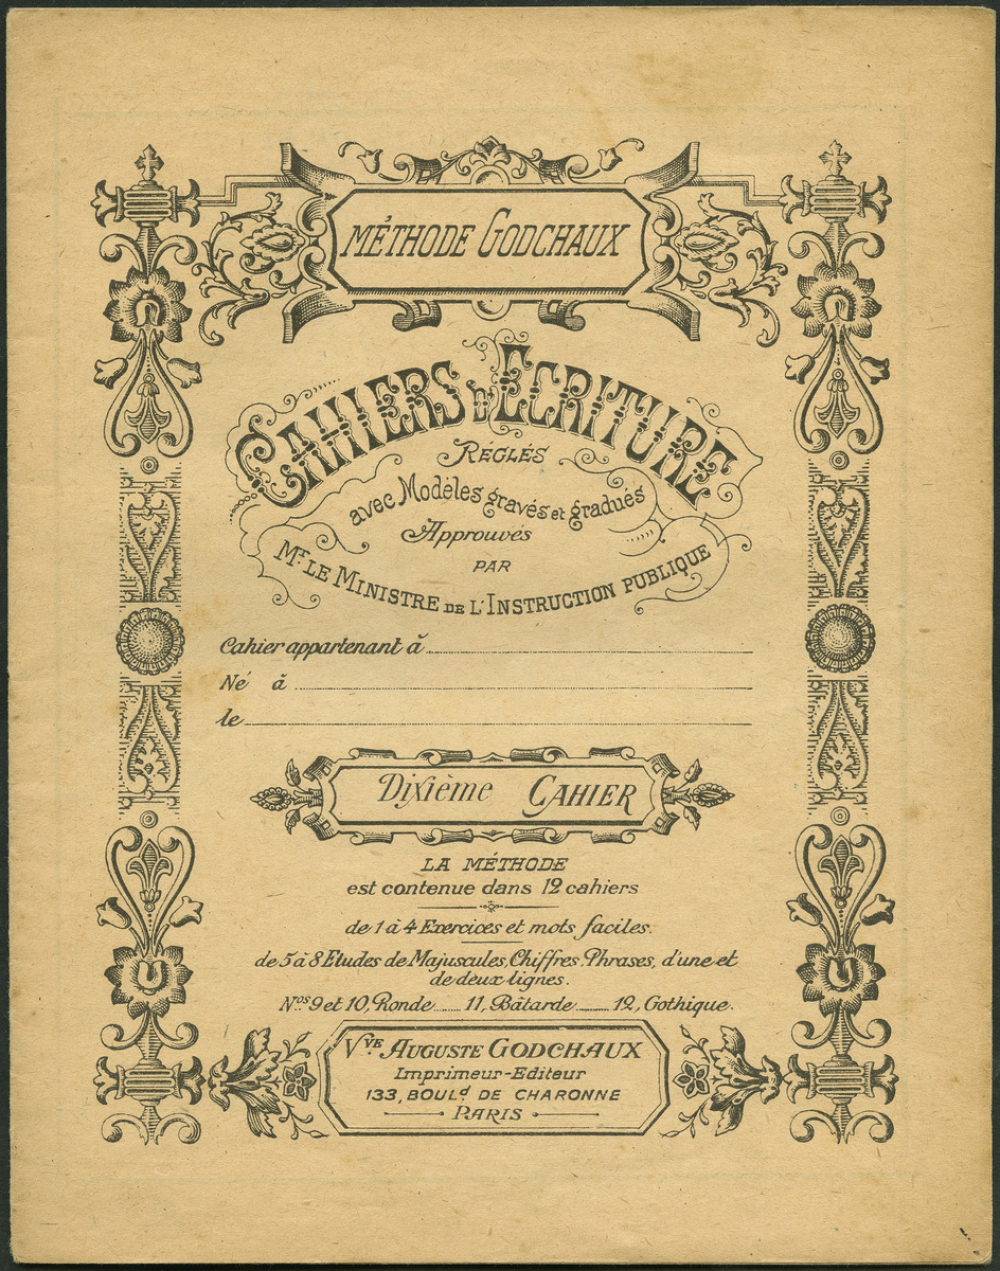 MÉTHODE GODCHAUX
CAHIERS D'ECRITURE
RÉGLÉS
avec Modèles gravés et gradués
Approuvés
PAR
Mr LE MINISTRE DE L'INSTRUCTION PUBLIQUE
Cahier appartenant à
Né à
le
Dixième CAHIER
LA MÉTHODE
est contenue dans 12 cahiers
de 1 à 4 Exercices et mots faciles.
de 5 à 8 Etudes de Majuscules, Chiffres. Phrases, d'une et
de deux lignes.
Nos. 9 et 10, Ronde ..... 11, Bâtarde ..... 12, Gothique.
Vve AUGUSTE GODCHAUX
Imprimeur-Editeur
133, BOULd DE CHARONNE
PARIS